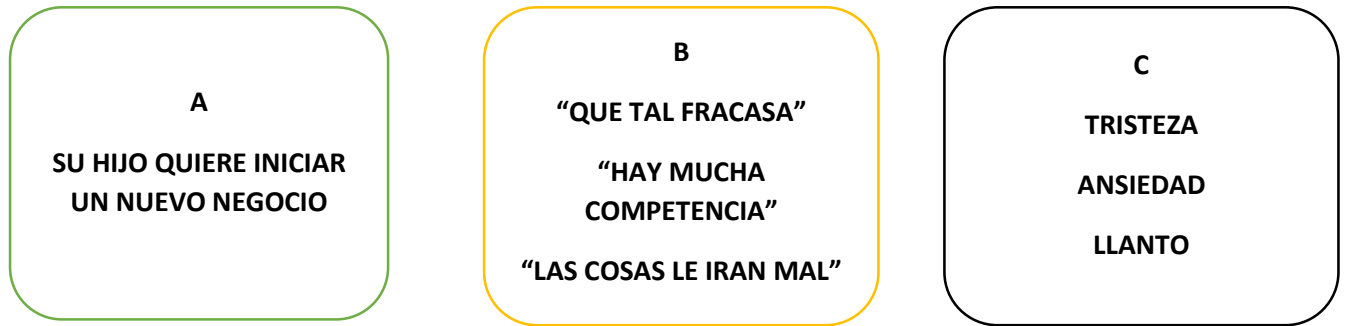 A
SU HIJO QUIERE INICIAR
UN NUEVO NEGOCIO
B
“QUE TAL FRACASA”
“HAY MUCHA
COMPETENCIA”
“LAS COSAS LE IRAN MAL”
C
TRISTEZA
ANSIEDAD
LLANTO